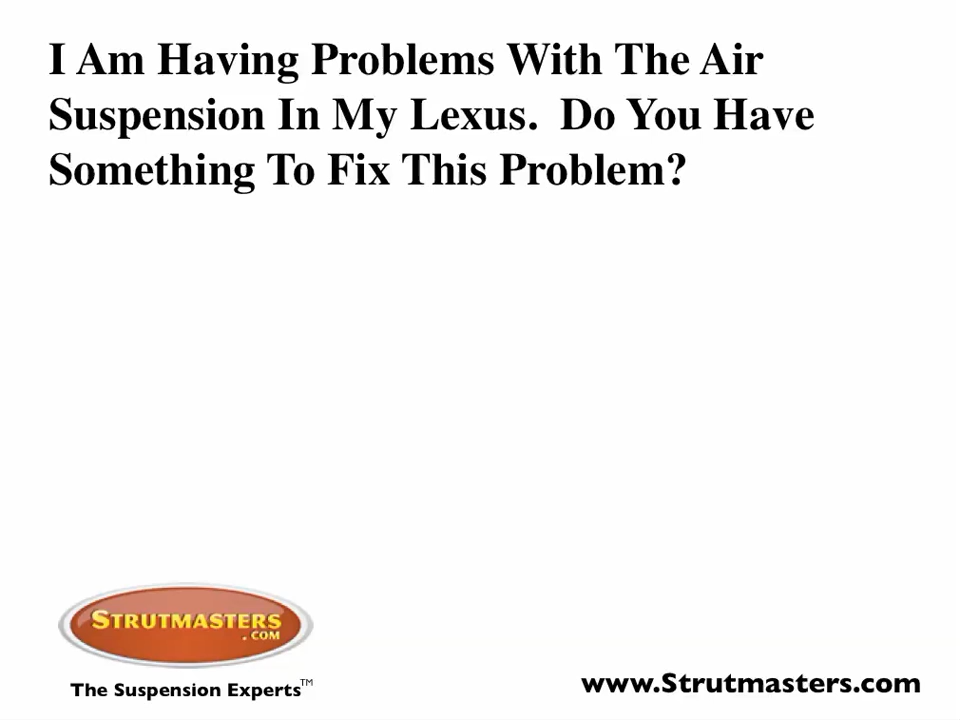 I Am Having Problems With The Air
Suspension In My Lexus.  Do You Have
Something To Fix This Problem?
STRUTMASTERS
.COM
The Suspension Experts™
www.Strutmasters.com